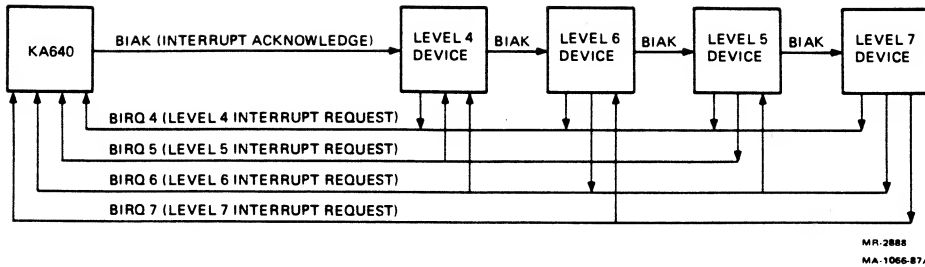 KA640
BIAK (INTERRUPT ACKNOWLEDGE)
LEVEL 4
DEVICE
BIAK
LEVEL 6
DEVICE
BIAK
LEVEL 5
DEVICE
BIAK
LEVEL 7
DEVICE
BIRQ 4 (LEVEL 4 INTERRUPT REQUEST)
BIRQ 5 (LEVEL 5 INTERRUPT REQUEST)
BIRQ 6 (LEVEL 6 INTERRUPT REQUEST)
BIRQ 7 (LEVEL 7 INTERRUPT REQUEST)
MR-2888